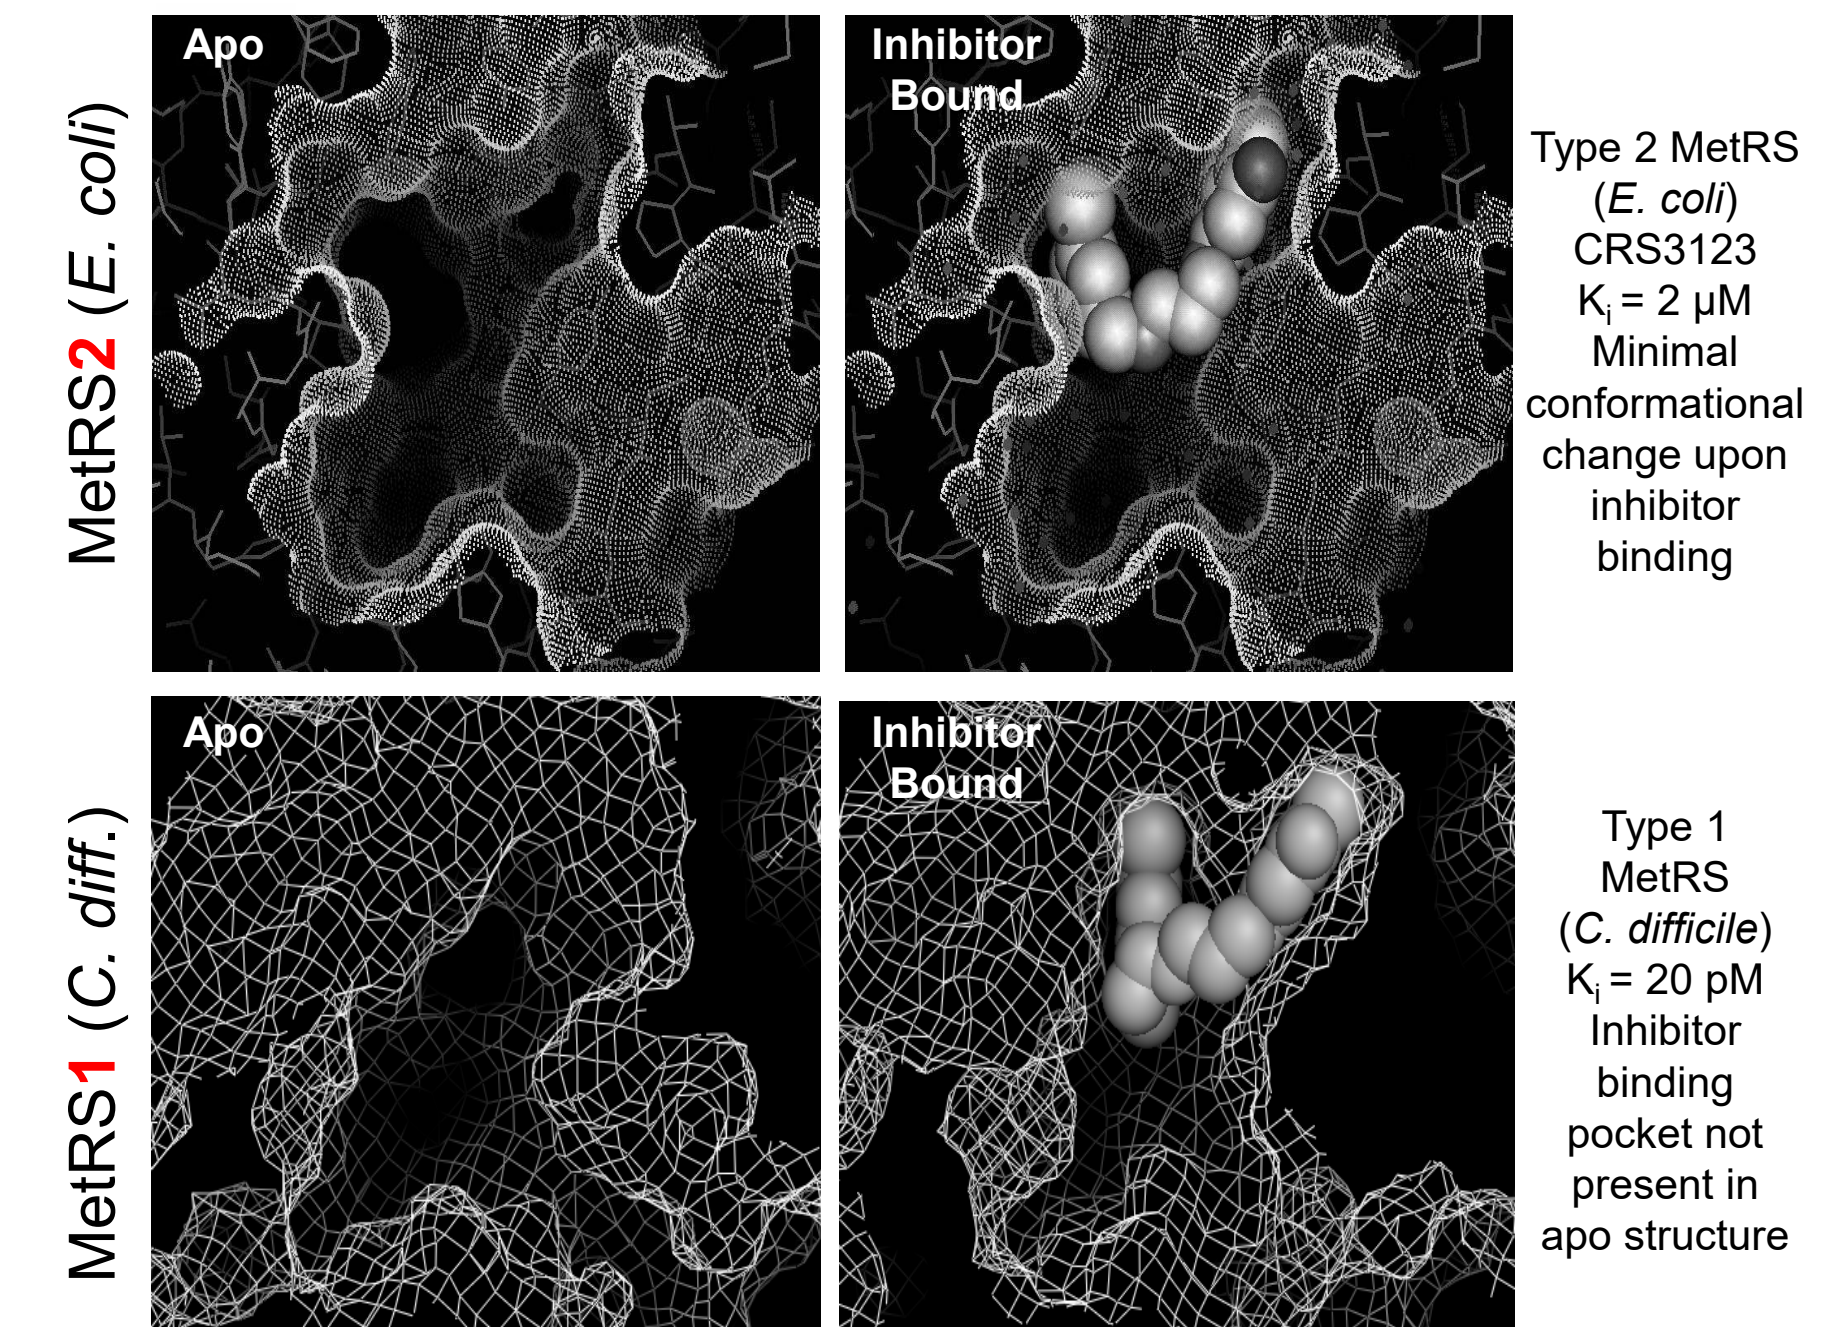 MetRS2 (E. coli)
Apo
Inhibitor
Bound
Type 2 MetRS
(E. coli)
CRS3123
Ki = 2 µM
Minimal
conformational
change upon
inhibitor
binding
MetRS1 (C. diff.)
Apo
Inhibitor
Bound
Type 1
MetRS
(C. difficile)
Ki = 20 pM
Inhibitor
binding
pocket not
present in
apo structure